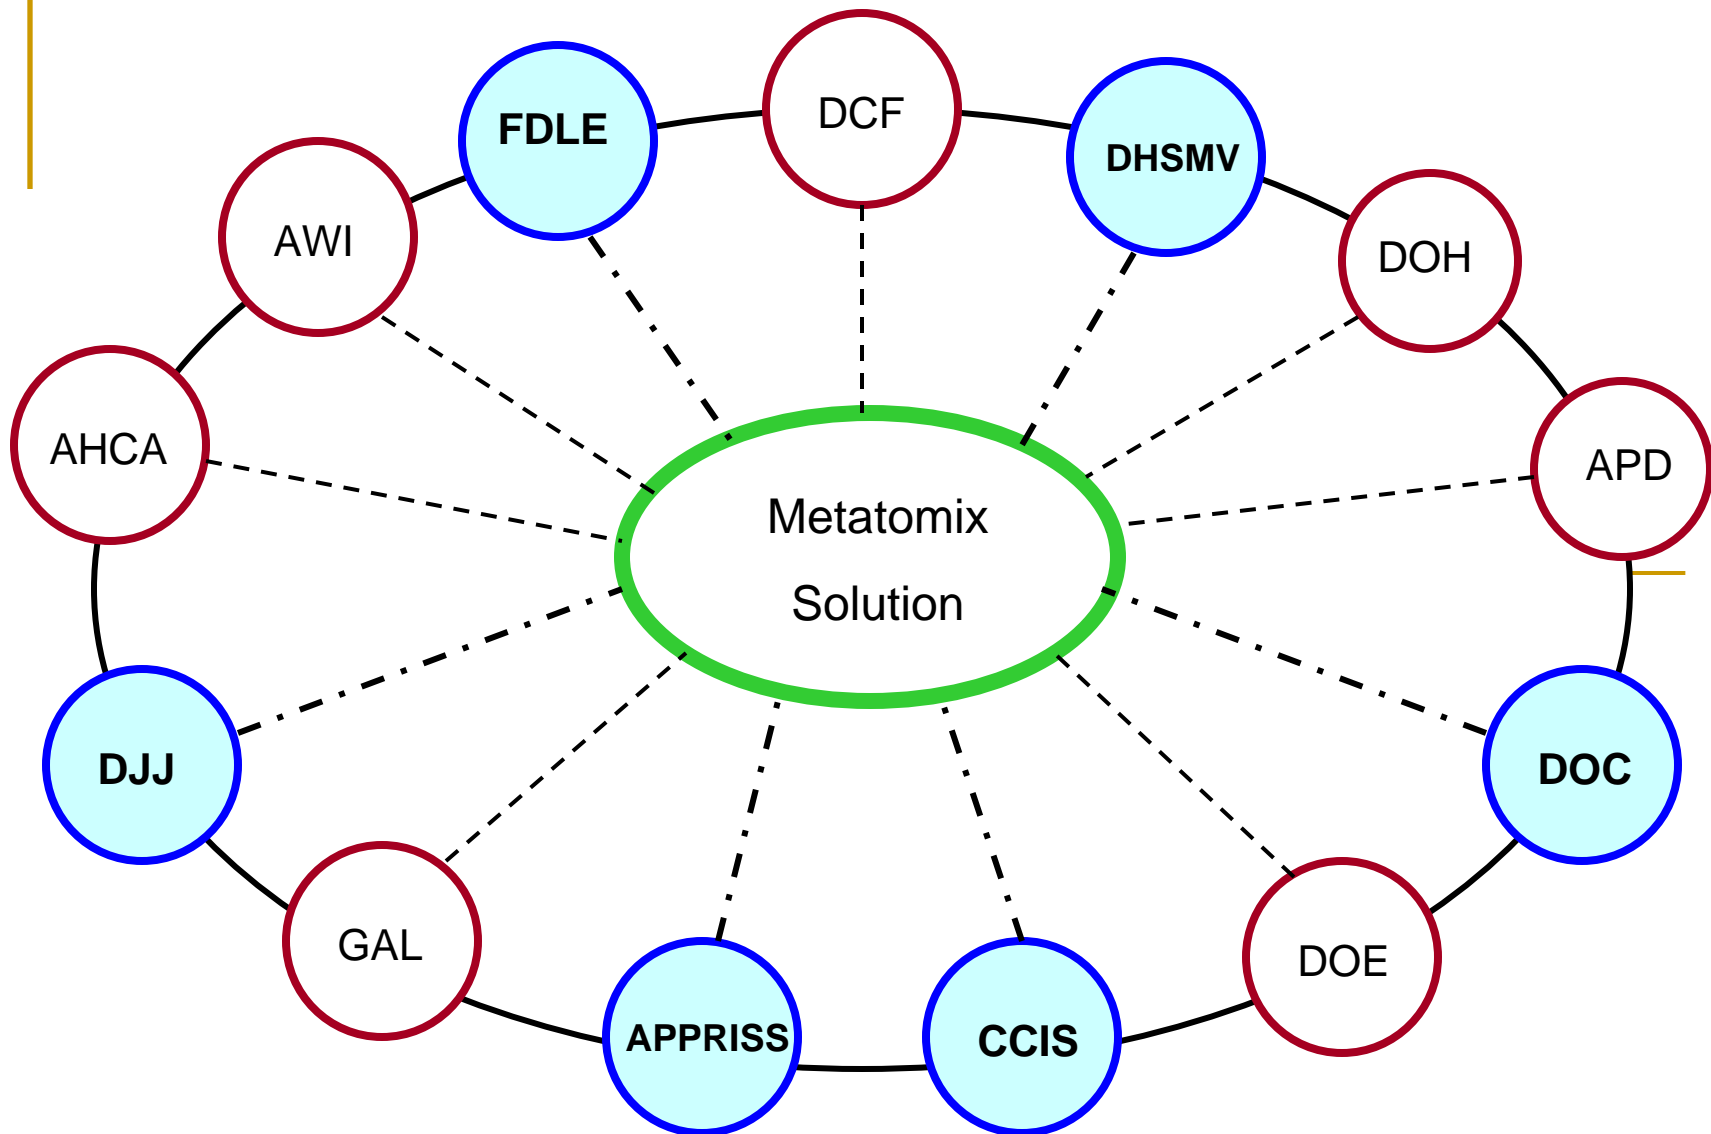 DCF
FDLE
DHSMV
AWI
DOH
AHCA
APD
Metatomix
Solution
DJJ
DOC
GAL
DOE
APPRISS
CCIS